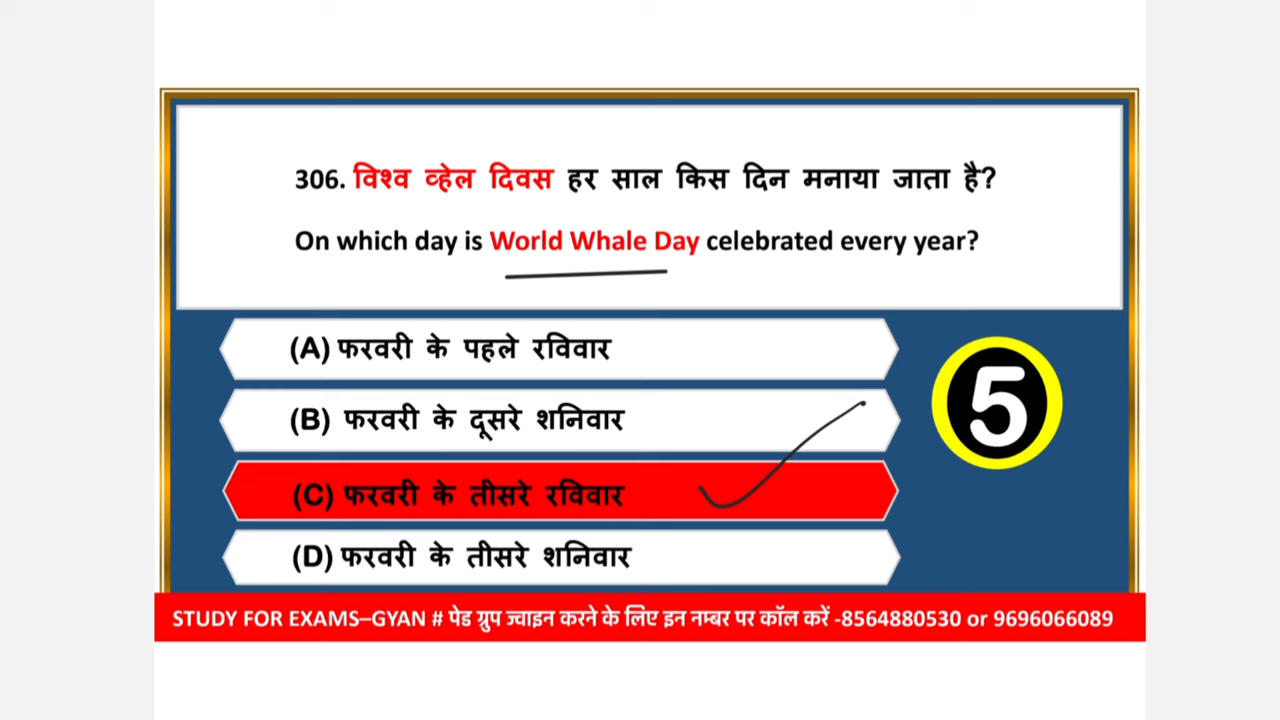 306. विश्व व्हेल दिवस हर साल किस दिन मनाया जाता है?
On which day is World Whale Day celebrated every year?
(A) फरवरी के पहले रविवार
(B) फरवरी के दूसरे शनिवार
5
(C) फरवरी के तीसरे रविवार
(D) फरवरी के तीसरे शनिवार
STUDY FOR EXAMS–GYAN # पेड ग्रुप ज्वाइन करने के लिए इन नम्बर पर कॉल करें -8564880530 or 9696066089